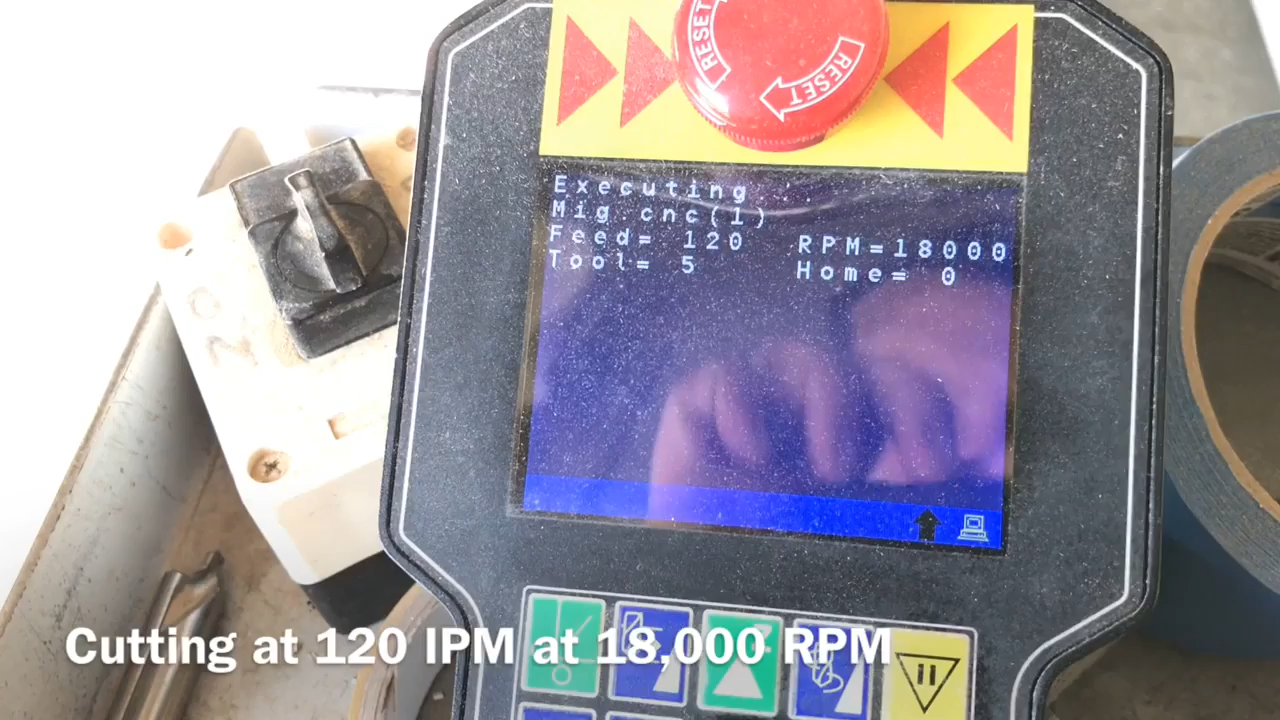 RESET
RESET
Executing
Mig cnc(1)
Feed= 120 RPM=18000
Tool= 5 Home= 0
Cutting at 120 IPM at 18,000 RPM